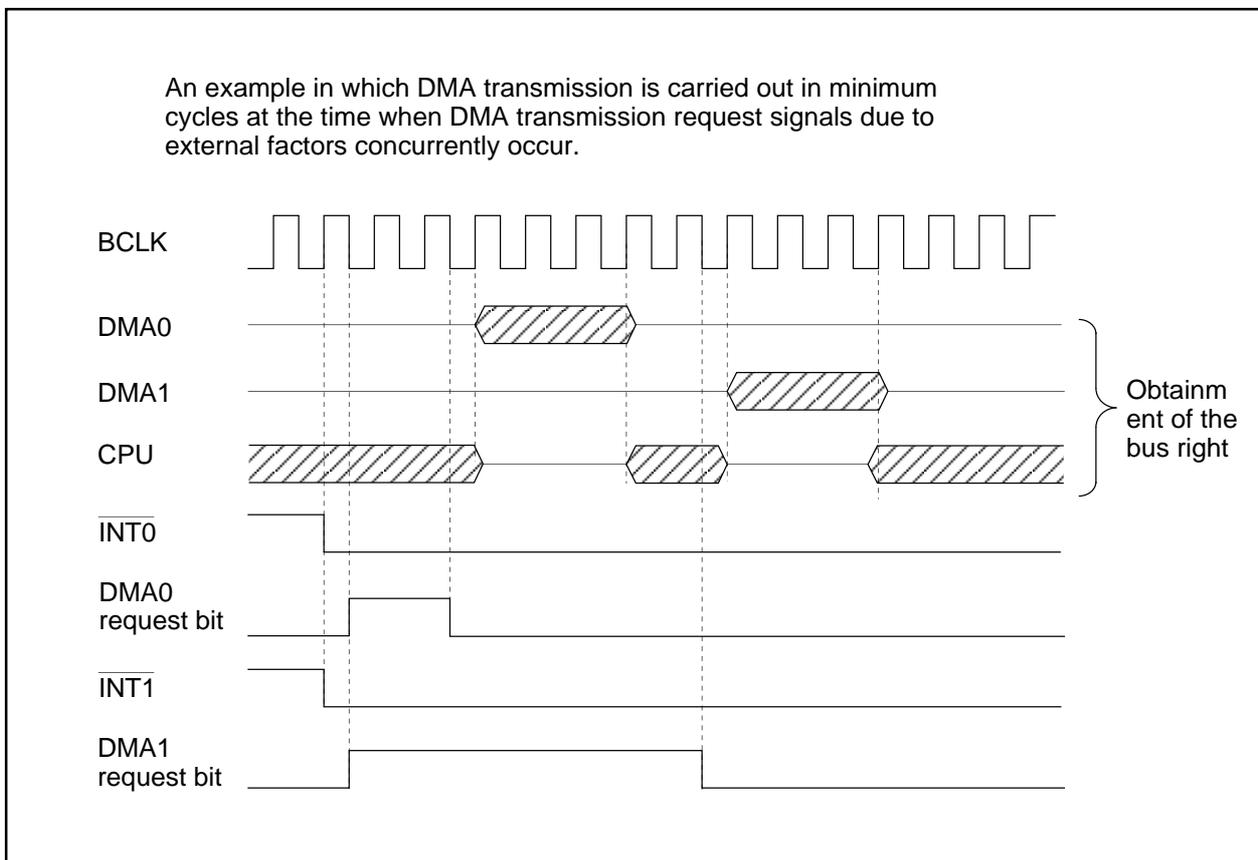 An example in which DMA transmission is carried out in minimum
cycles at the time when DMA transmission request signals due to
external factors concurrently occur.
BCLK
DMA0
DMA1
CPU
Obtainm
ent of the
bus right
INT0
DMA0
request bit
INT1
DMA1
request bit